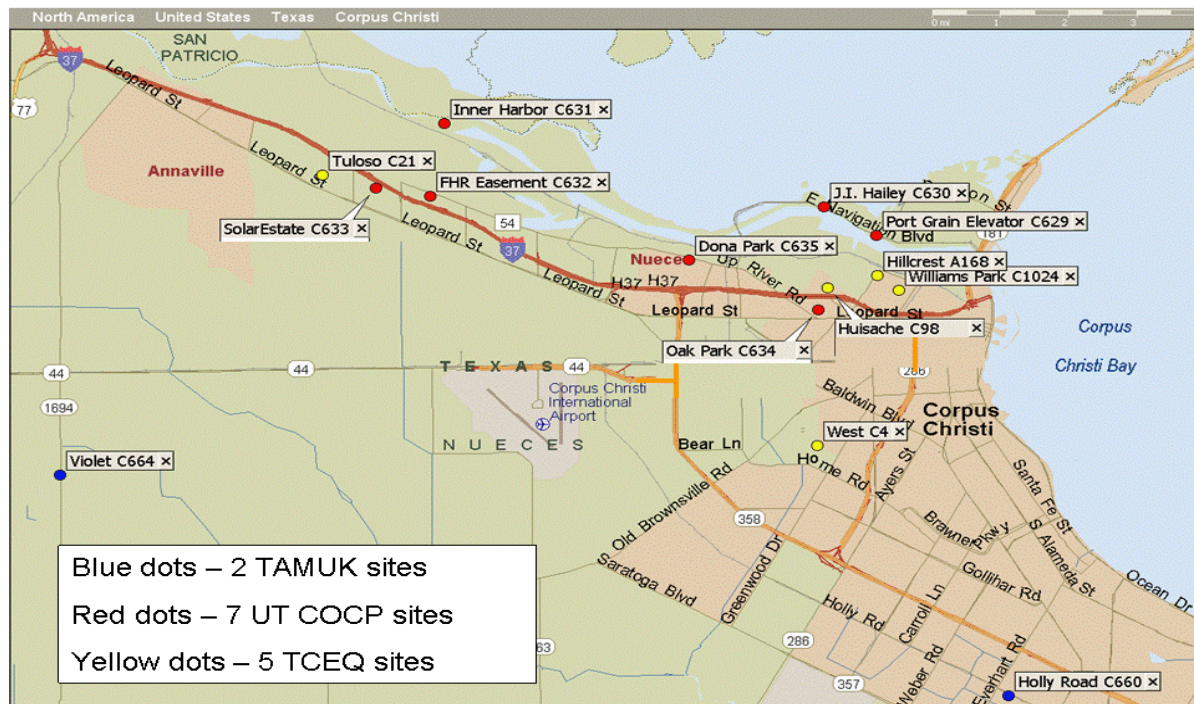 North America United States Texas Corpus Christi
0 mi 1 2 3
SAN
PATRICIO
37
77
Leopard St
Inner Harbor C631 ×
Annaville
Leopard St
Tuloso C21 ×
FHR Easement C632 ×
SolarEstate C633 ×
Leopard St
54
37
Leopard St
J.I. Hailey C630 ×
on St
E Navigation
Blvd
Port Grain Elevator C629 ×
181
Dona Park C635 ×
Nuece
Up River Rd
Hillcrest A168 ×
Williams Park C1024 ×
H37 H37
Leopard St
Leopard St
Huisache C98 ×
Oak Park C634 ×
Corpus
Christi Bay
TEXAS
44
44
44
286
1694
Corpus Christi
International
Airport
Baldwin Blvd
Corpus
Christi
NUECES
Bear Ln
West C4 ×
Home Rd
Ayers St
Violet C664 ×
Old Brownsville Rd
358
Santa Fe St
S Alameda St
Brawner Pkwy
Gollihar Rd
Ocean Dr
Saratoga Blvd
Greenwood Dr
Holly Rd
Carroll Ln
286
63
357
Weber Rd
Everhart Rd
Holly Road C660 ×
Blue dots – 2 TAMUK sites
Red dots – 7 UT COCP sites
Yellow dots – 5 TCEQ sites